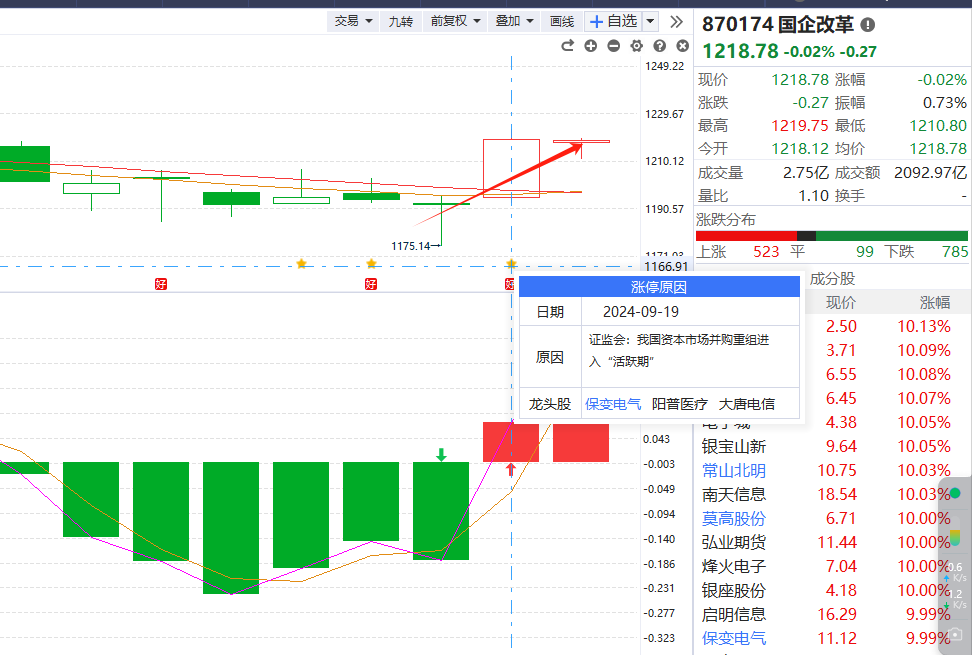 交易 九转 前复权 叠加 画线 + 自选
870174 国企改革
1218.78 -0.02% -0.27
现价 1218.78 涨幅 -0.02%
涨跌 -0.27 振幅 0.73%
最高 1219.75 最低 1210.80
今开 1218.12 均价 1218.78
成交量 2.75亿 成交额 2092.97亿
量比 1.10 换手 -
涨跌分布
上涨 523 平 99 下跌 785
1249.22
1229.67
1210.12
1190.57
1171.03
1166.91
1175.14
好
好
好
涨停原因
日期 2024-09-19
原因 证监会：我国资本市场并购重组进
入“活跃期”
龙头股 保变电气 阳普医疗 大唐电信
成分股
现价 涨幅
2.50 10.13%
3.71 10.09%
6.55 10.08%
6.45 10.07%
4.38 10.05%
银宝山新 9.64 10.05%
常山北明 10.75 10.03%
南天信息 18.54 10.03%
莫高股份 6.71 10.00%
弘业期货 11.44 10.00%
烽火电子 7.04 10.00%
银座股份 4.18 10.00%
启明信息 16.29 9.99%
保变电气 11.12 9.99%
0.043
-0.003
-0.049
-0.094
-0.140
-0.186
-0.231
-0.277
-0.323
K/s
K/s